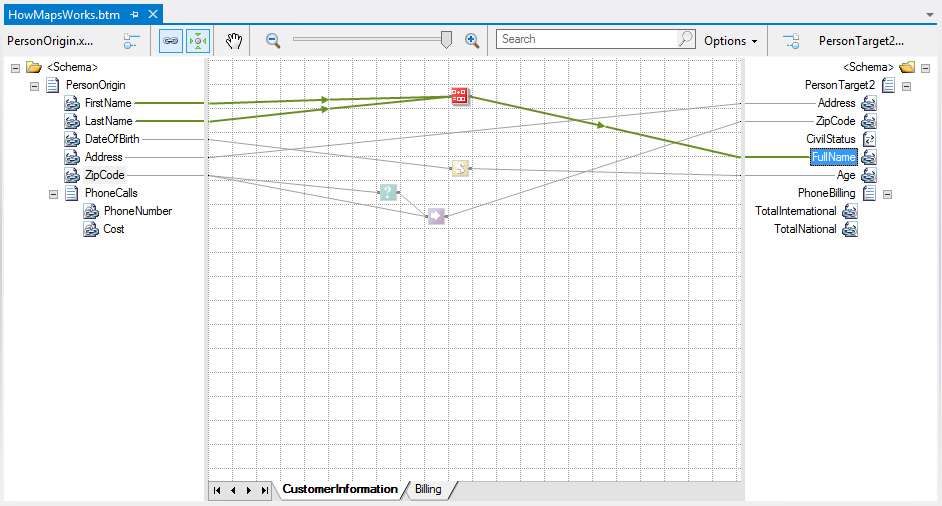 HowMapsWorks.btm
PersonOrigin.x...
Search
Options
PersonTarget2...
<Schema>
PersonOrigin
FirstName
LastName
DateOfBirth
Address
ZipCode
PhoneCalls
PhoneNumber
Cost
<Schema>
PersonTarget2
Address
ZipCode
CivilStatus
FullName
Age
PhoneBilling
TotalInternational
TotalNational
CustomerInformation
Billing